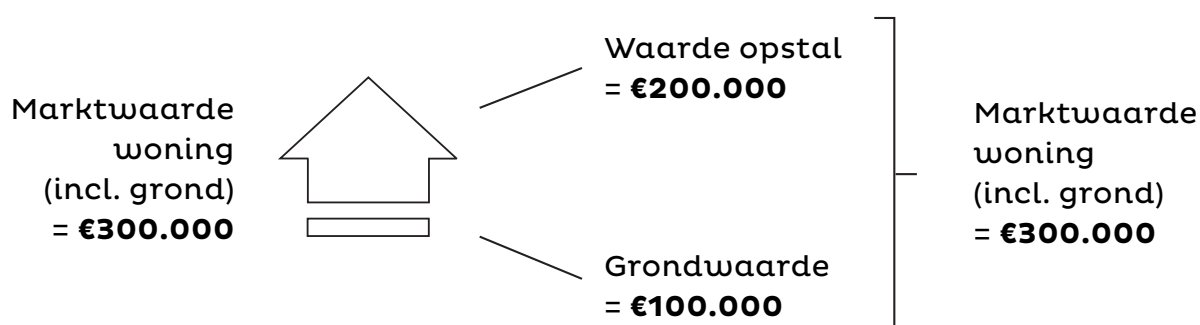 Marktwaarde
woning
(incl. grond)
= €300.000
Waarde opstal
= €200.000
Grondwaarde
= €100.000
Marktwaarde
woning
(incl. grond)
= €300.000